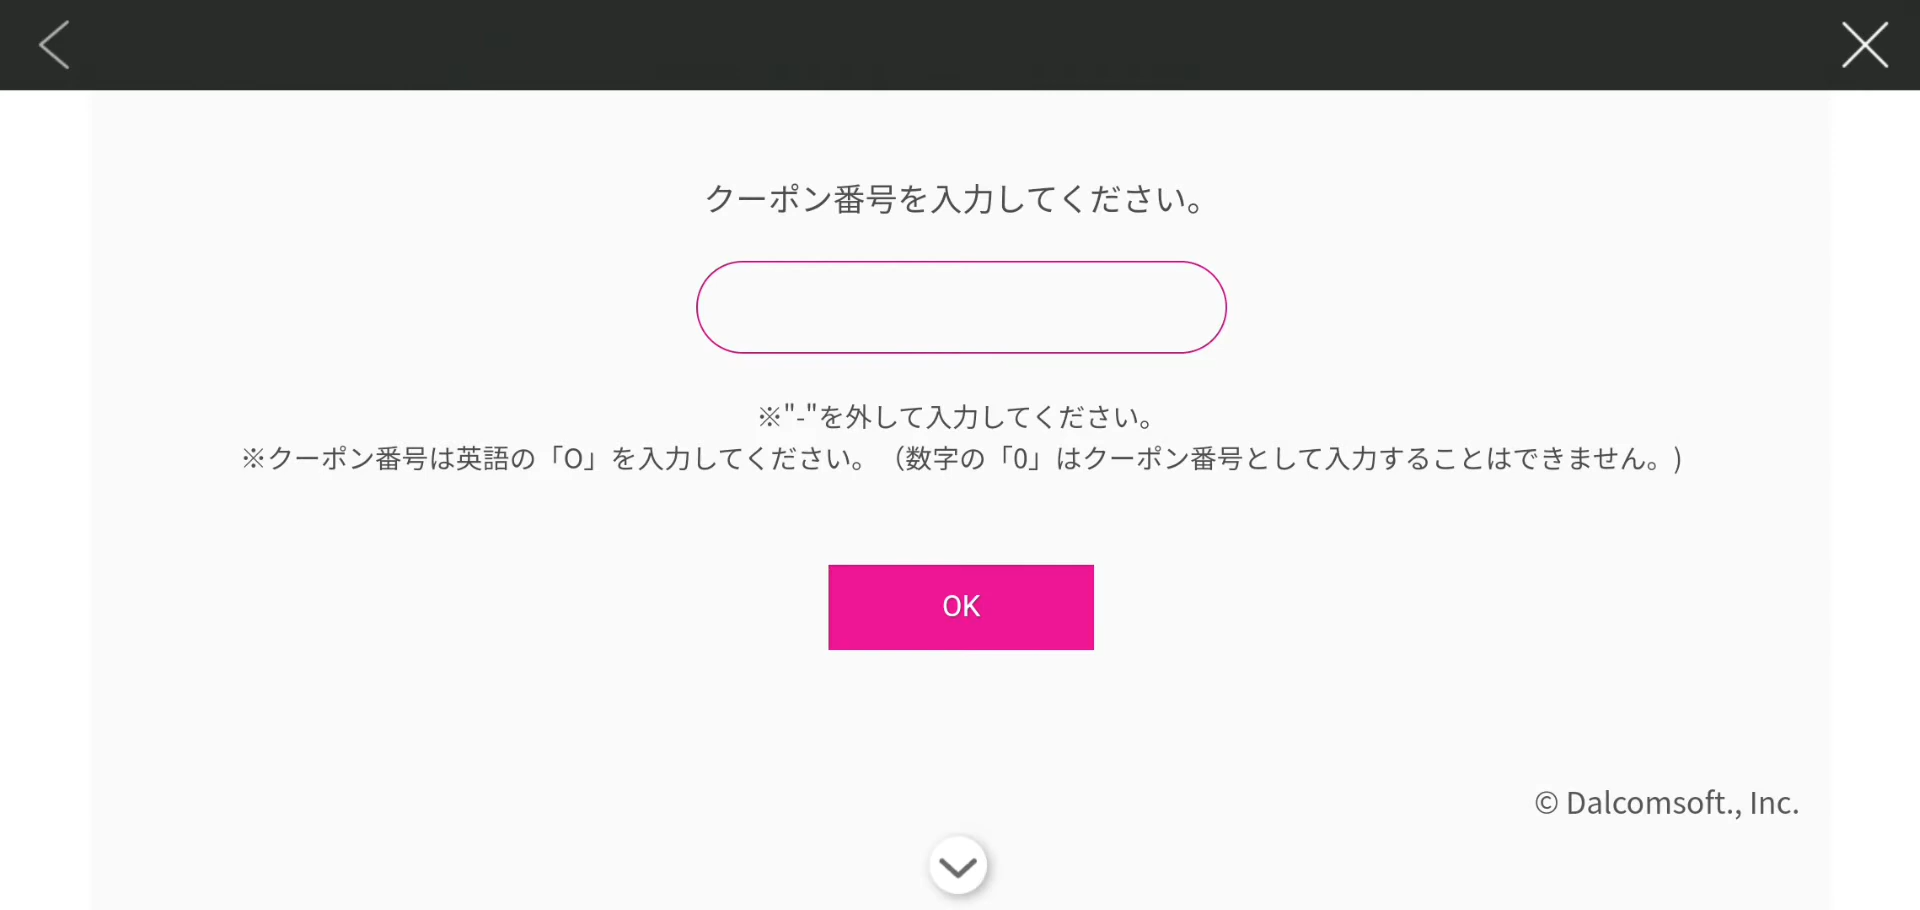 クーポン番号を入力してください。
※"-"を外して入力してください。
※クーポン番号は英語の「O」を入力してください。（数字の「0」はクーポン番号として入力することはできません。)
OK
© Dalcomsoft., Inc.